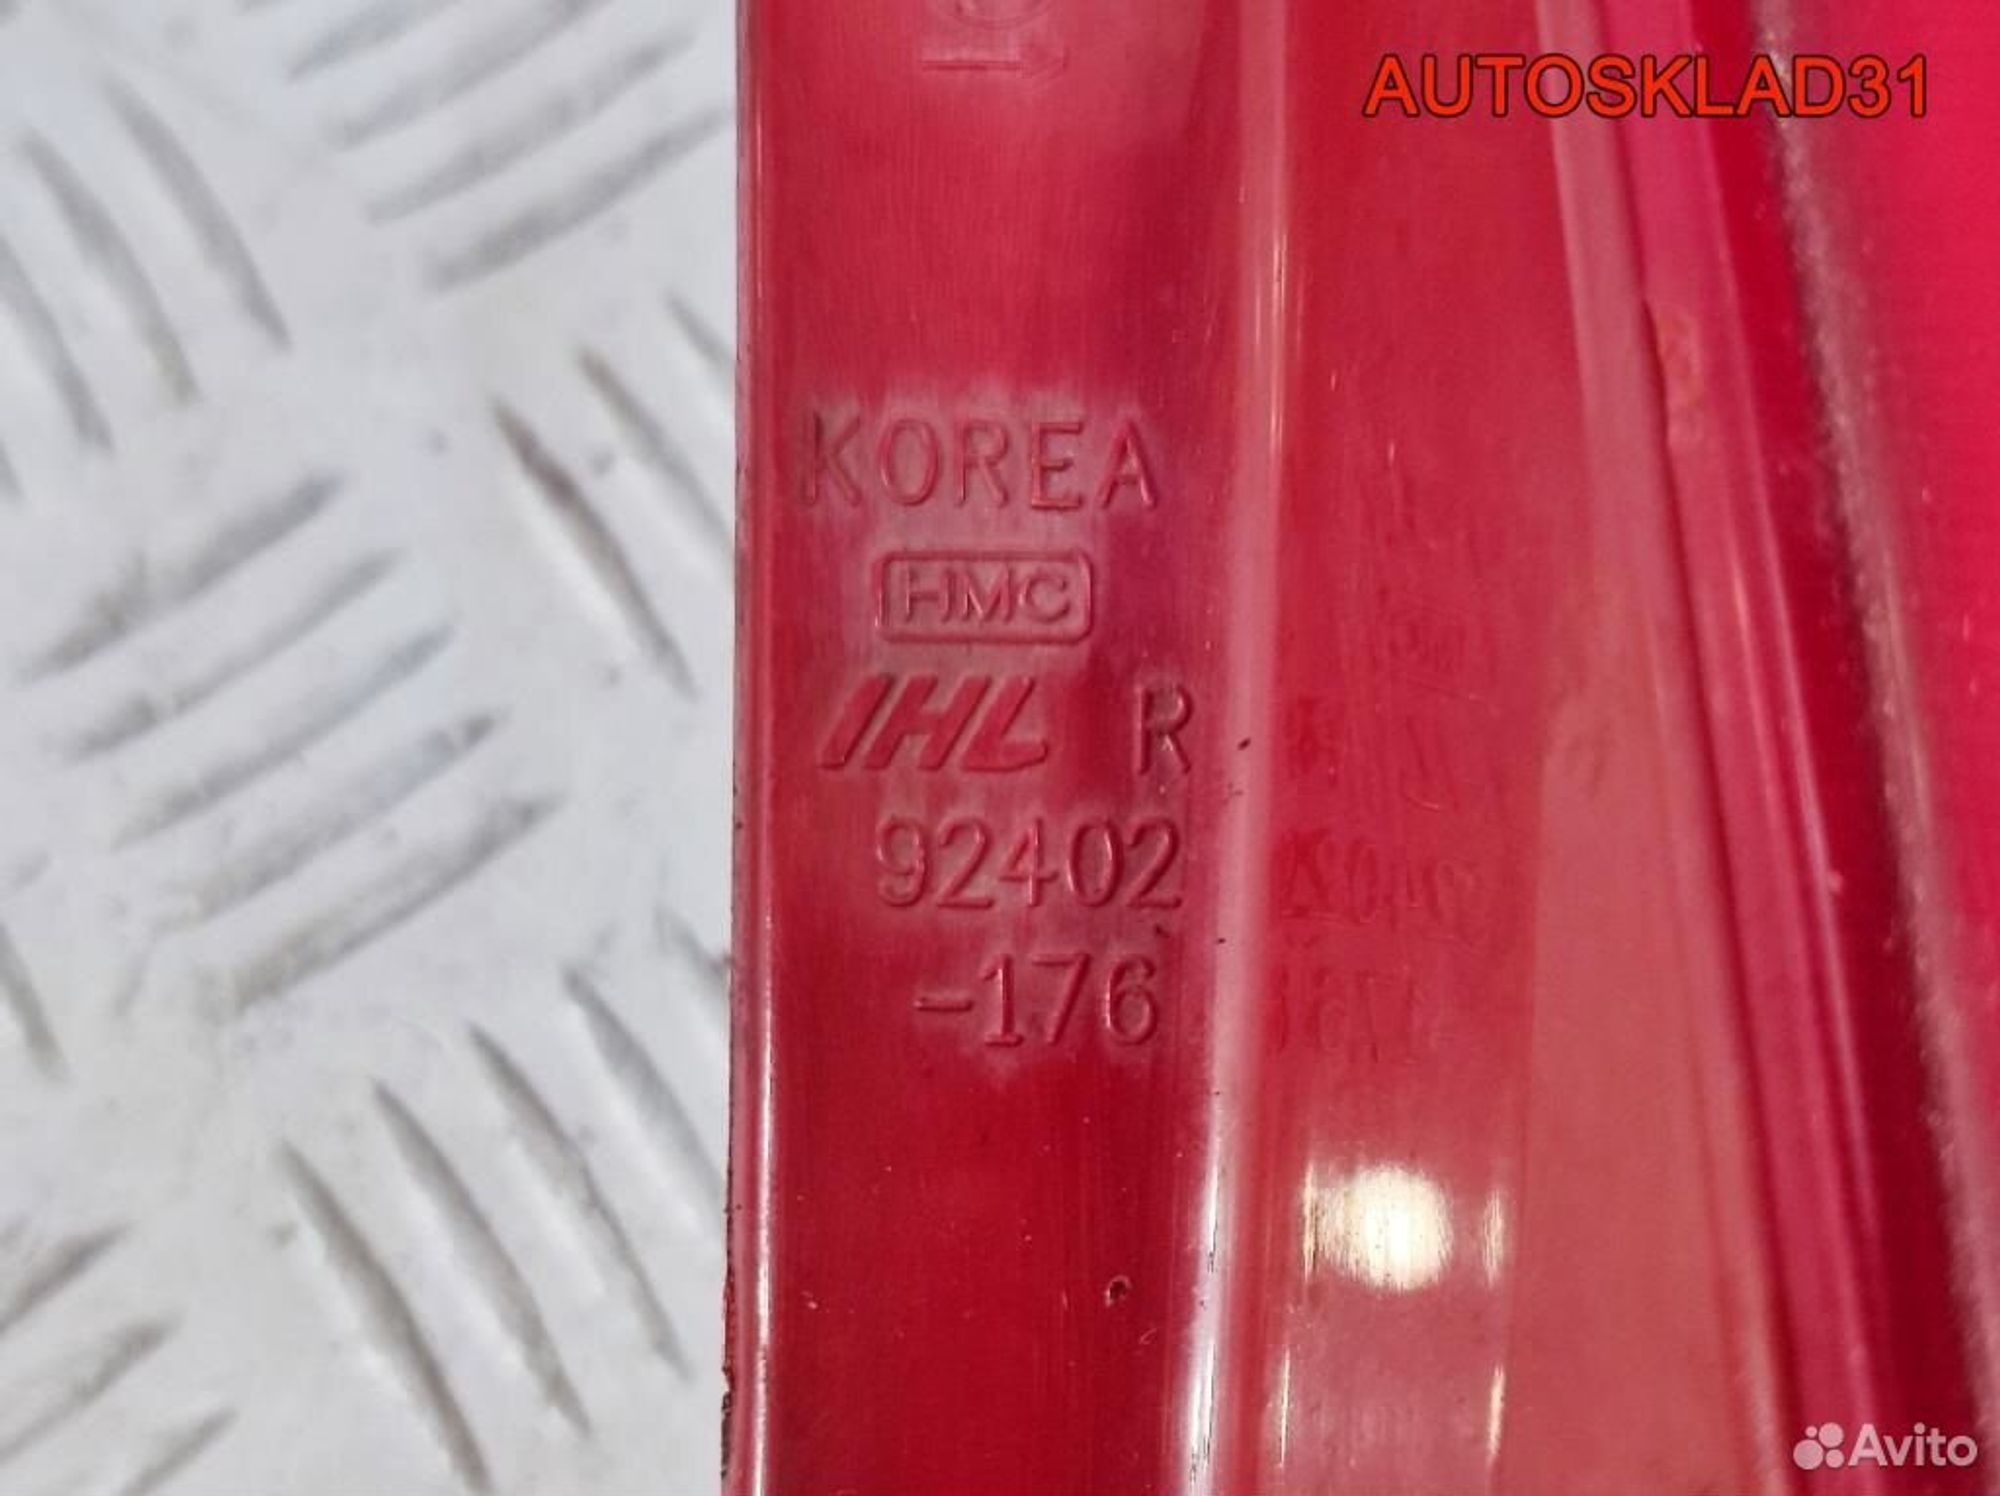 AUTOSKLAD31
KOREA
HMC
IHL R
92402
-176
Avito